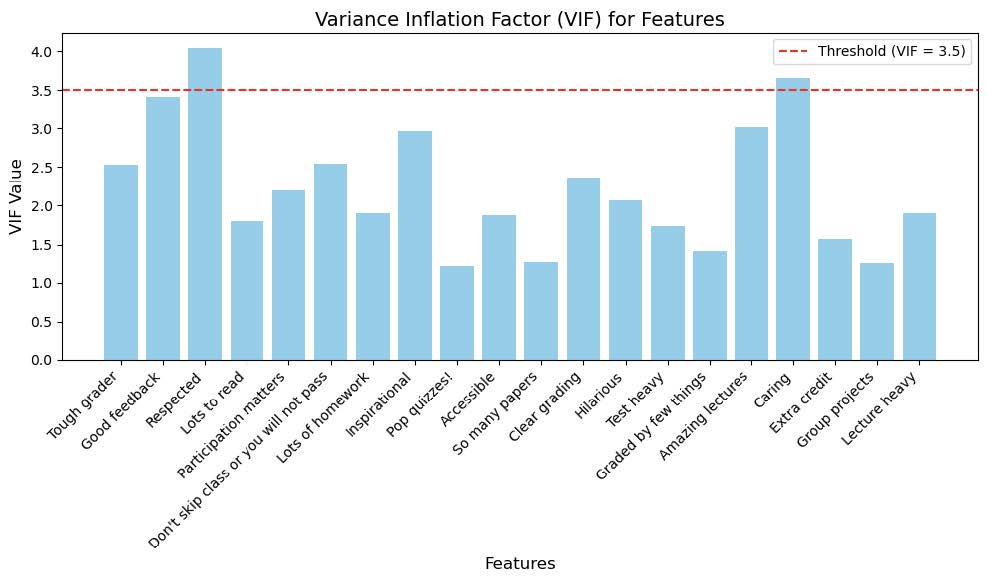 Variance Inflation Factor (VIF) for Features
Threshold (VIF = 3.5)
VIF Value
4.0
3.5
3.0
2.5
2.0
1.5
1.0
0.5
0.0
Tough grader
Good feedback
Respected
Lots to read
Participation matters
Don't skip class or you will not pass
Lots of homework
Inspirational
Pop quizzes!
Accessible
So many papers
Clear grading
Hilarious
Test heavy
Graded by few things
Amazing lectures
Caring
Extra credit
Group projects
Lecture heavy
Features